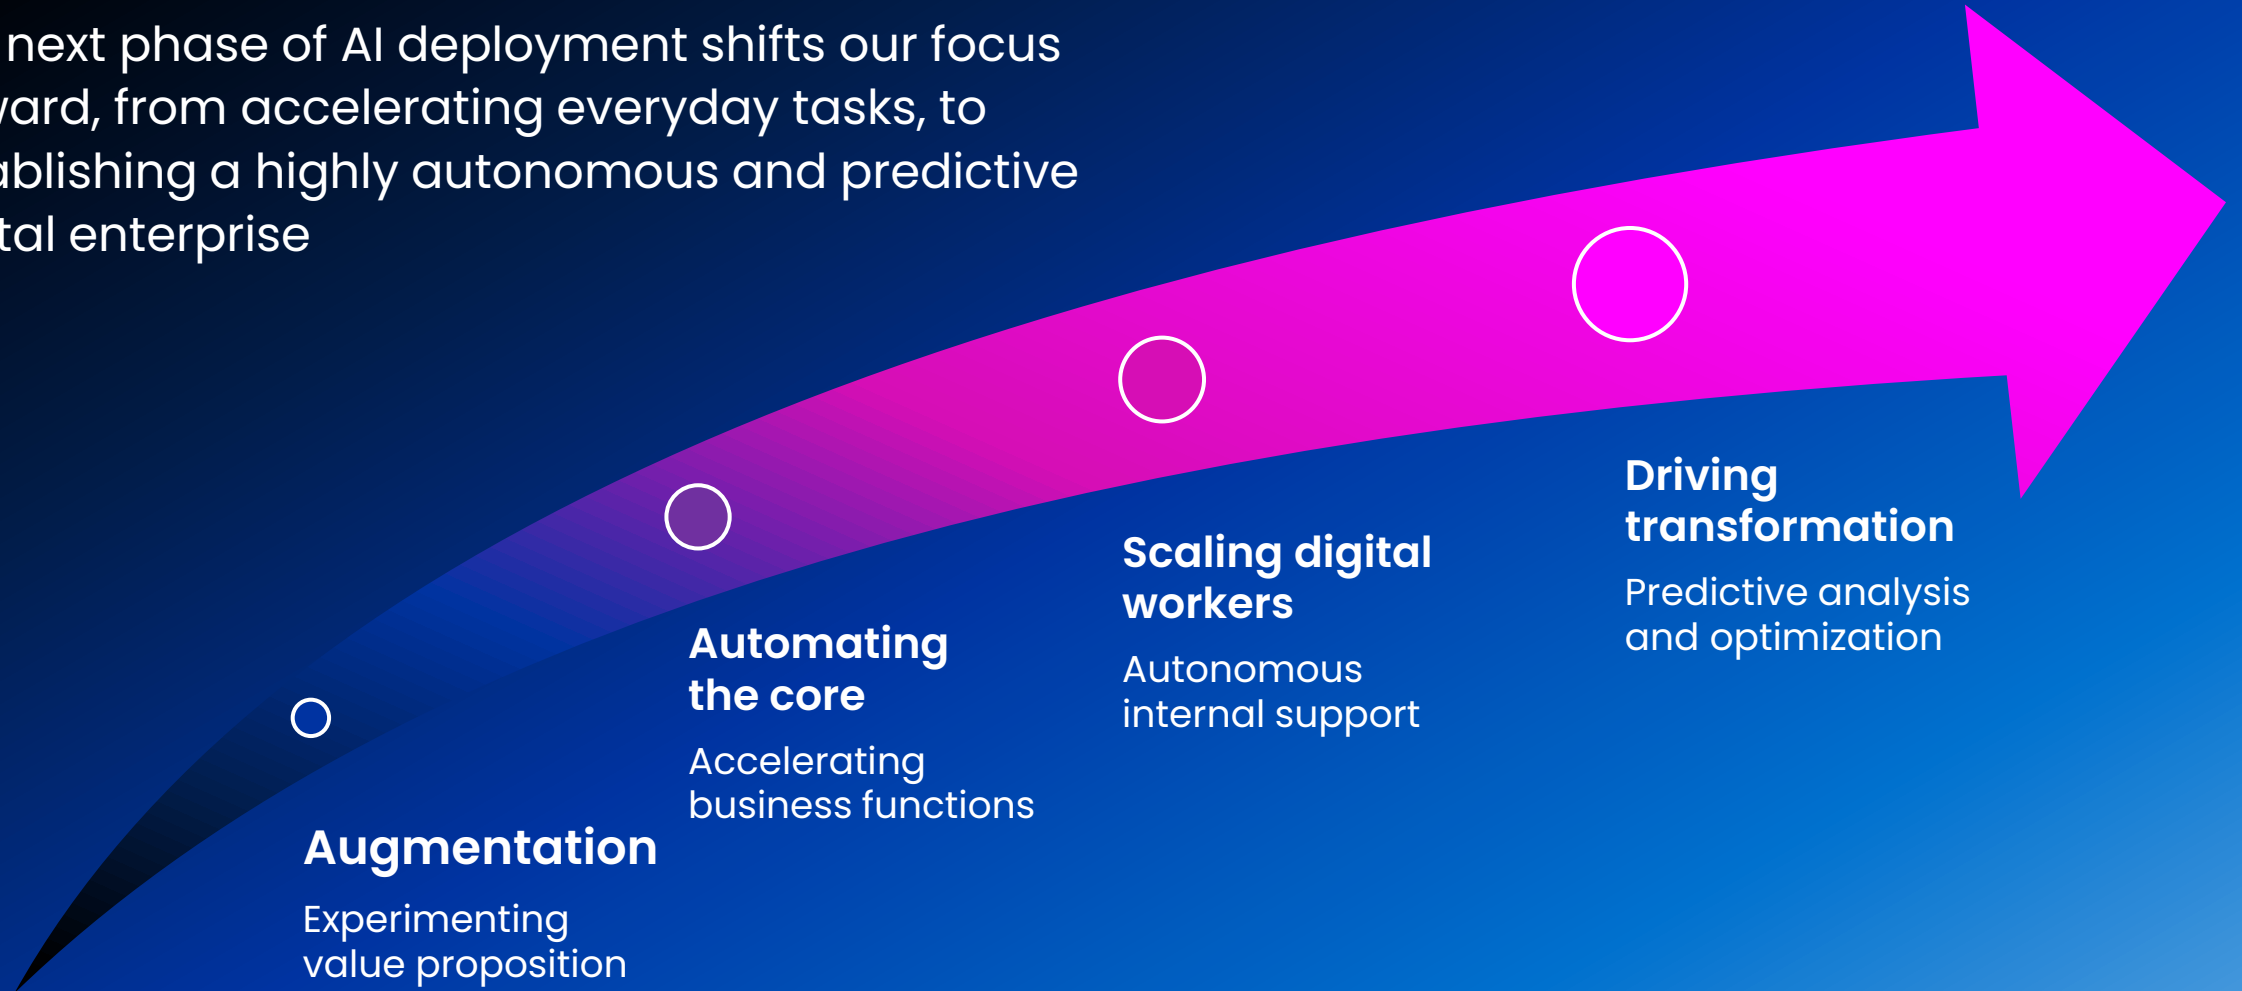 next phase of AI deployment shifts our focus
ward, from accelerating everyday tasks, to
ablishing a highly autonomous and predictive
tal enterprise
Driving
transformation
Predictive analysis
and optimization
Scaling digital
workers
Autonomous
internal support
Automating
the core
Accelerating
business functions
Augmentation
Experimenting
value proposition